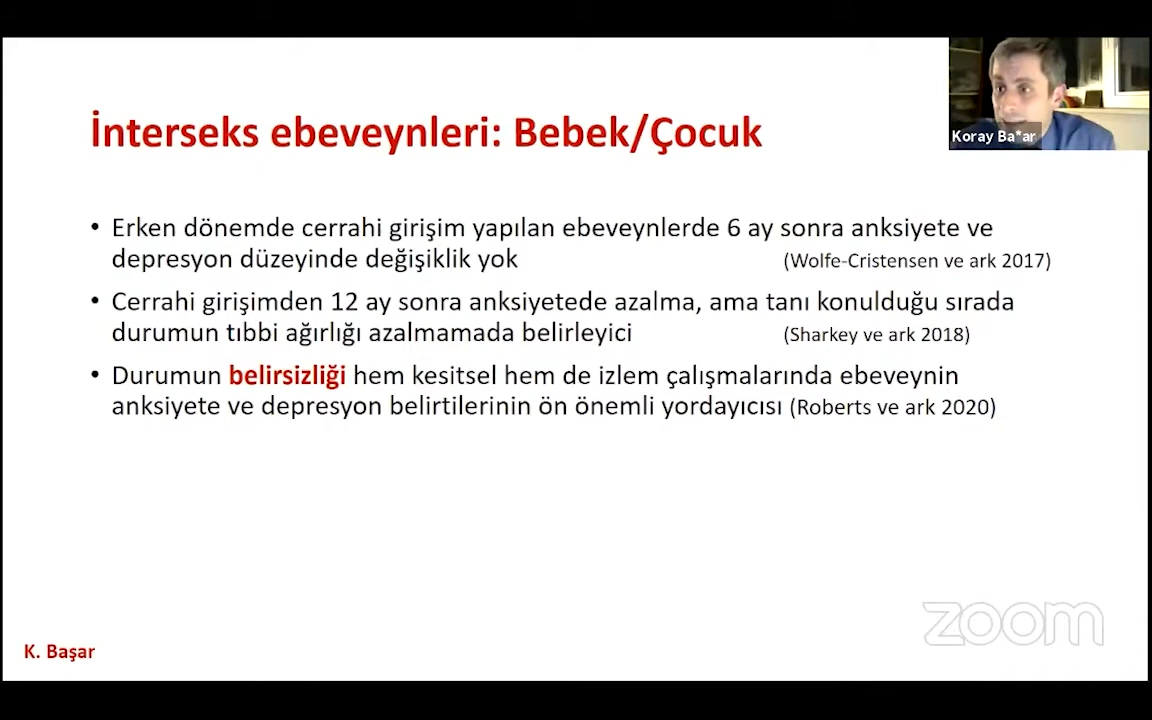 İnterseks ebeveynleri: Bebek/Çocuk
Koray Ba*ar
• Erken dönemde cerrahi girişim yapılan ebeveynlerde 6 ay sonra anksiyete ve
depresyon düzeyinde değişiklik yok (Wolfe-Cristensen ve ark 2017)
• Cerrahi girişimden 12 ay sonra anksiyetede azalma, ama tanı konulduğu sırada
durumun tıbbi ağırlığı azalmamada belirleyici (Sharkey ve ark 2018)
• Durumun belirsizliği hem kesitsel hem de izlem çalışmalarında ebeveynin
anksiyete ve depresyon belirtilerinin ön önemli yordayıcısı (Roberts ve ark 2020)
zoom
K. Başar